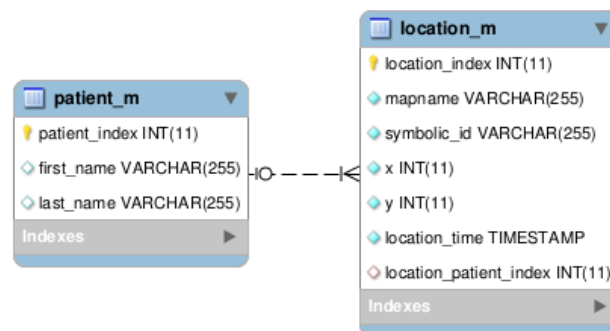 patient_m
patient_index INT(11)
first_name VARCHAR(255)
last_name VARCHAR(255)
Indexes
location_m
location_index INT(11)
mapname VARCHAR(255)
symbolic_id VARCHAR(255)
x INT(11)
y INT(11)
location_time TIMESTAMP
location_patient_index INT(11)
Indexes